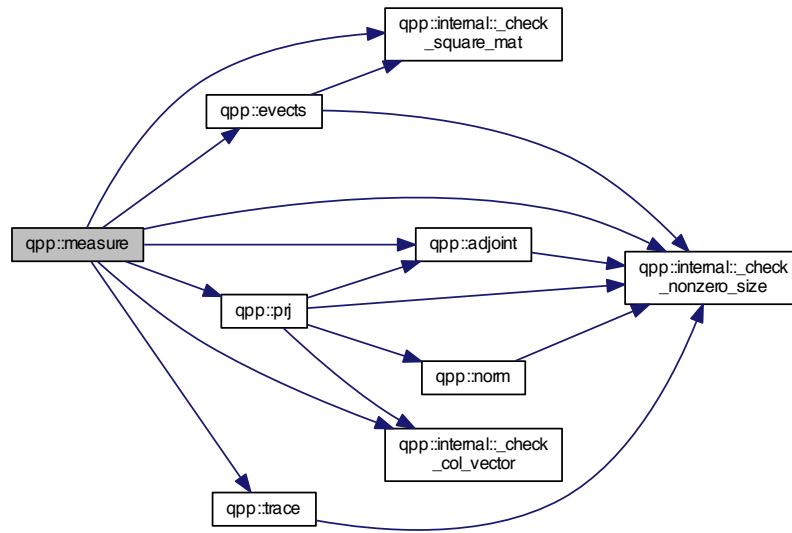 qpp::internal::_check
_square_mat
qpp::evects
qpp::measure
qpp::adjoint
qpp::internal::_check
_nonzero_size
qpp::prj
qpp::norm
qpp::internal::_check
_col_vector
qpp::trace